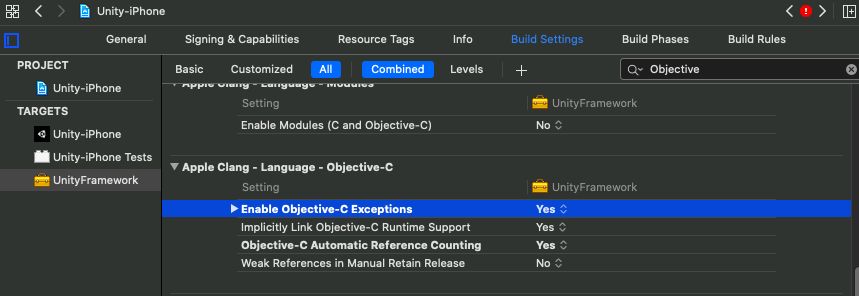 Unity-iPhone
General Signing & Capabilities Resource Tags Info Build Settings Build Phases Build Rules
PROJECT
Unity-iPhone
TARGETS
Unity-iPhone
Unity-iPhone Tests
UnityFramework
Basic Customized All Combined Levels + Objective
Apple Clang - Language - Modules
Setting UnityFramework
Enable Modules (C and Objective-C) No
Apple Clang - Language - Objective-C
Setting UnityFramework
Enable Objective-C Exceptions Yes
Implicitly Link Objective-C Runtime Support Yes
Objective-C Automatic Reference Counting Yes
Weak References in Manual Retain Release No